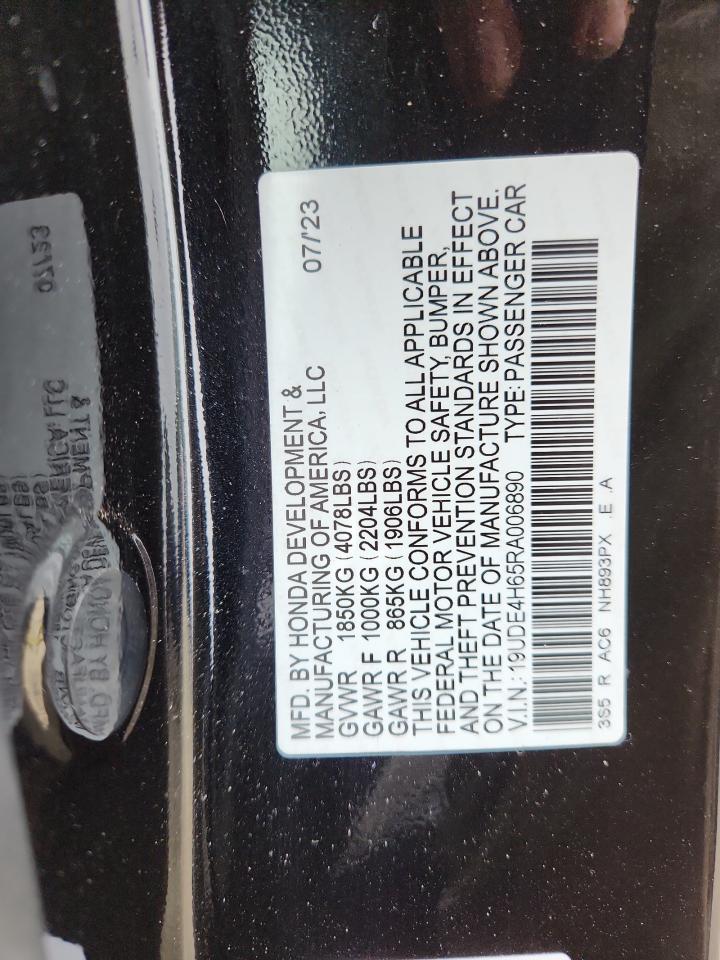 MFD. BY HONDA DEVELOPMENT &
MANUFACTURING OF AMERICA, LLC 07/'23
GVWR 1850KG (4078LBS)
GAWR F 1000KG (2204LBS)
GAWR R 865KG (1906LBS)
THIS VEHICLE CONFORMS TO ALL APPLICABLE
FEDERAL MOTOR VEHICLE SAFETY, BUMPER,
AND THEFT PREVENTION STANDARDS IN EFFECT
ON THE DATE OF MANUFACTURE SHOWN ABOVE.
V.I.N.: 19UDE4H65RA006890 TYPE: PASSENGER CAR
3S5 R AC6 NH893PX .E .A